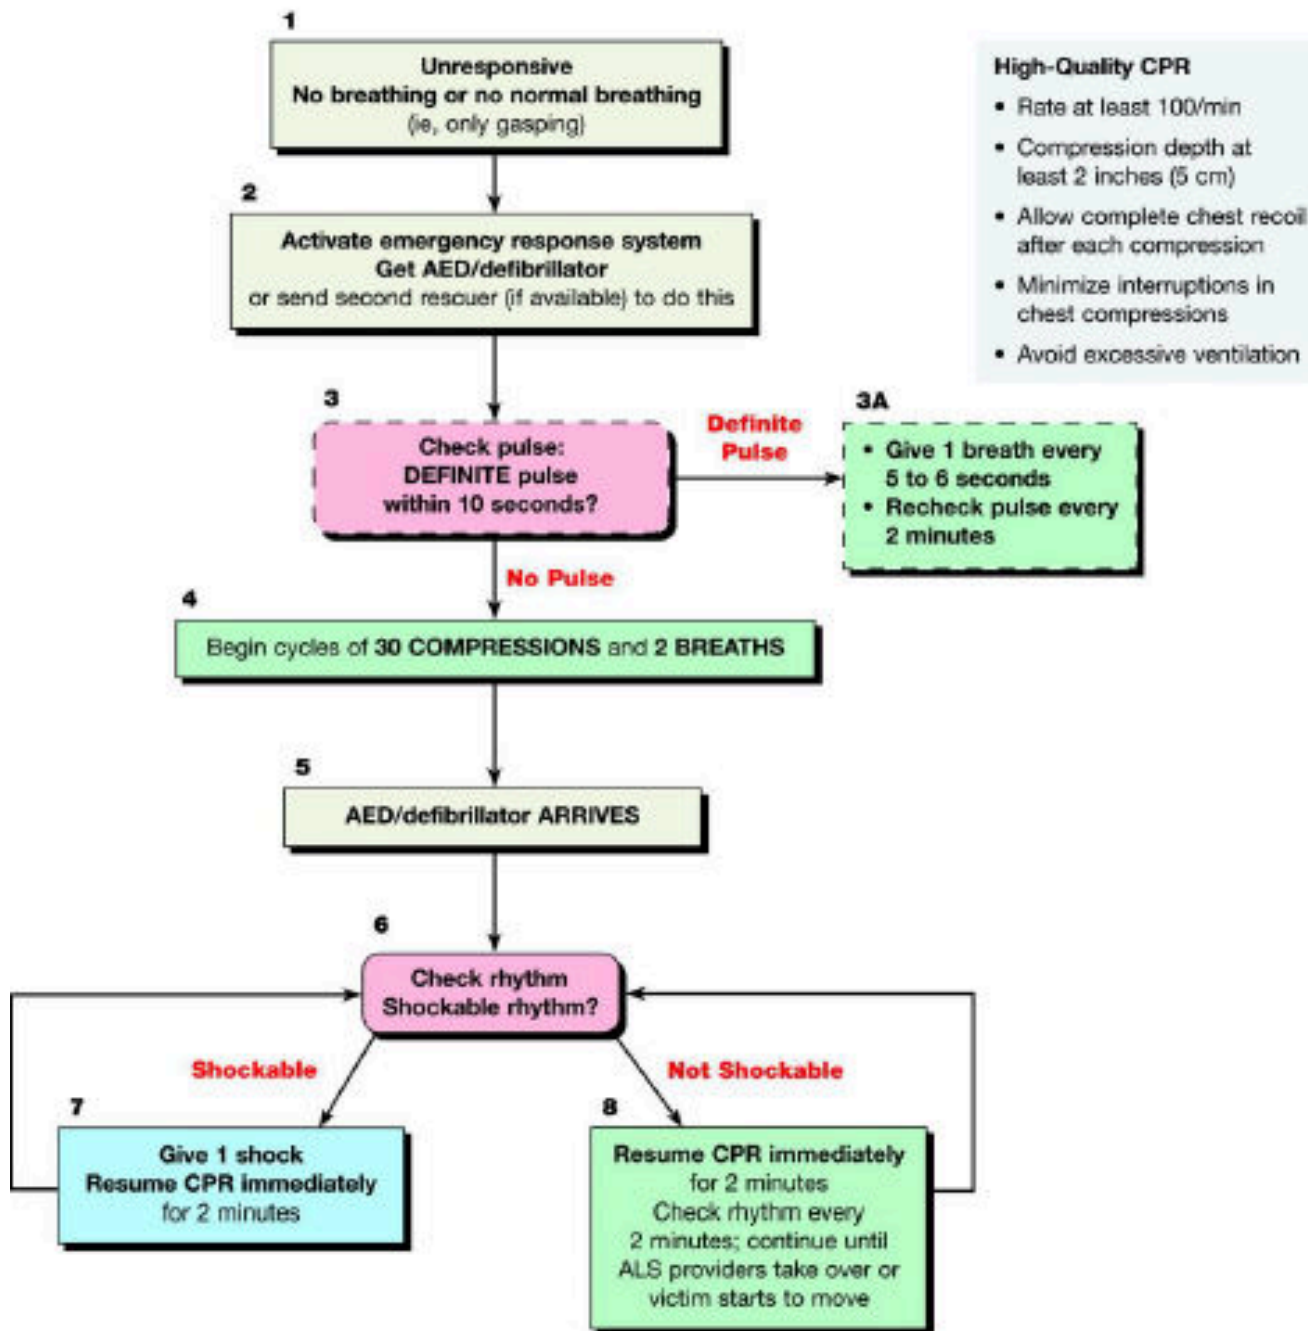 1
Unresponsive
No breathing or no normal breathing
(ie, only gasping)
High-Quality CPR
• Rate at least 100/min
• Compression depth at
least 2 inches (5 cm)
• Allow complete chest recoil
after each compression
• Minimize interruptions in
chest compressions
• Avoid excessive ventilation
2
Activate emergency response system
Get AED/defibrillator
or send second rescuer (if available) to do this
3
Check pulse:
DEFINITE pulse
within 10 seconds?
Definite
Pulse
3A
• Give 1 breath every
5 to 6 seconds
• Recheck pulse every
2 minutes
No Pulse
4
Begin cycles of 30 COMPRESSIONS and 2 BREATHS
5
AED/defibrillator ARRIVES
6
Check rhythm
Shockable rhythm?
Shockable
Not Shockable
7
Give 1 shock
Resume CPR immediately
for 2 minutes
8
Resume CPR immediately
for 2 minutes
Check rhythm every
2 minutes; continue until
ALS providers take over or
victim starts to move